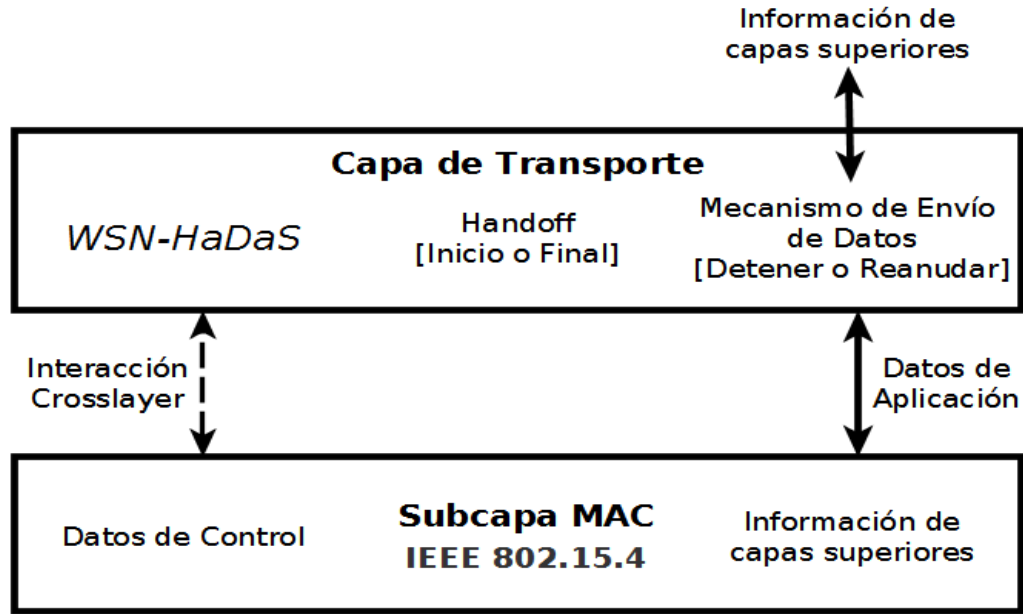 Información de
capas superiores
Capa de Transporte
WSN-HaDaS
Handoff
[Inicio o Final]
Mecanismo de Envío
de Datos
[Detener o Reanudar]
Interacción
Crosslayer
Datos de
Aplicación
Datos de Control
Subcapa MAC
IEEE 802.15.4
Información de
capas superiores